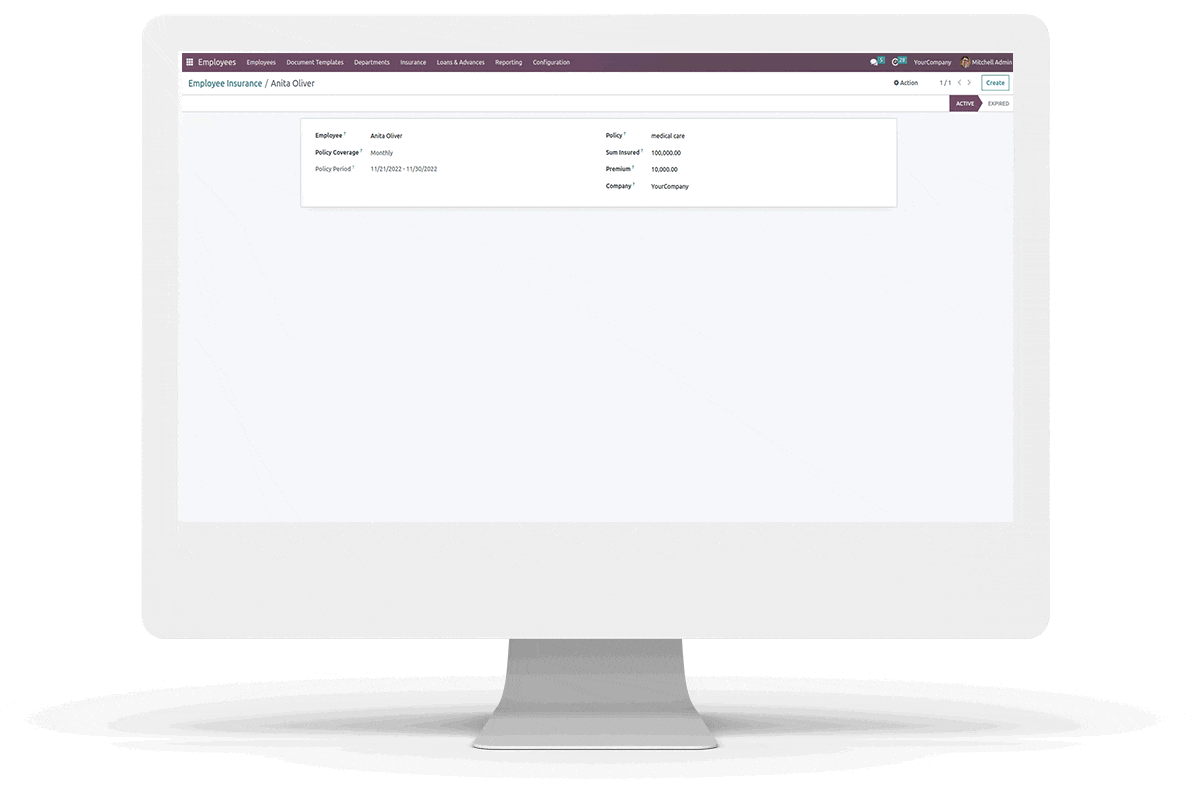 Employees Employees Document Templates Departments Insurance Loans & Advances Reporting Configuration 5 28 YourCompany Mitchell Admin
Employee Insurance / Anita Oliver Action 1 / 1 Create
ACTIVE EXPIRED
Employee ? Anita Oliver Policy ? medical care
Policy Coverage ? Monthly Sum Insured ? 100,000.00
Policy Period ? 11/21/2022 - 11/30/2022 Premium ? 10,000.00
Company ? YourCompany